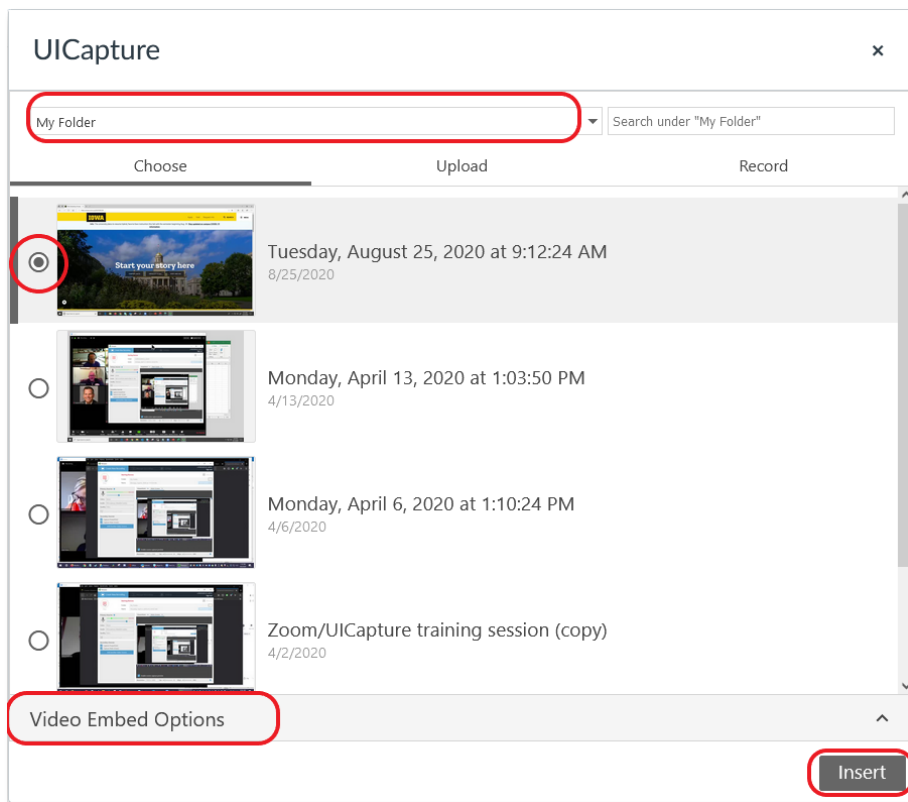 UICapture
×
My Folder
Search under "My Folder"
Choose Upload Record
IOWA
Start your story here
Tuesday, August 25, 2020 at 9:12:24 AM
8/25/2020
Monday, April 13, 2020 at 1:03:50 PM
4/13/2020
Monday, April 6, 2020 at 1:10:24 PM
4/6/2020
Zoom/UICapture training session (copy)
4/2/2020
Video Embed Options
Insert